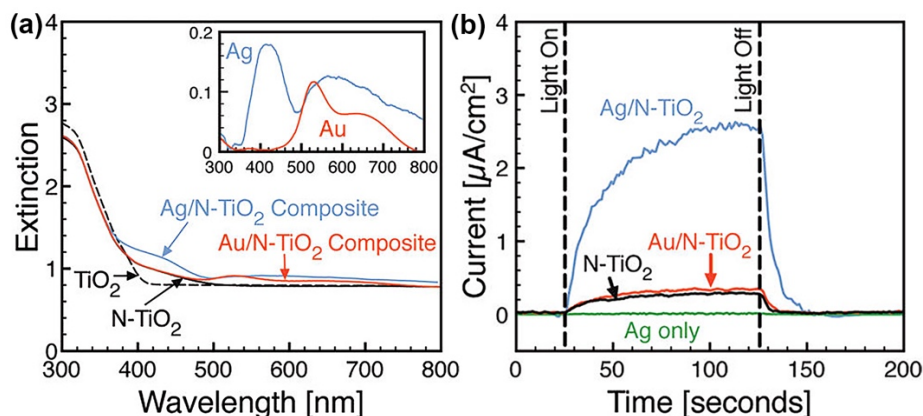 (a)
4
3
2
1
0
Extinction
300 400 500 600 700 800
Wavelength [nm]
0.2
0.1
0
300 400 500 600 700 800
Ag
Au
Ag/N-TiO₂ Composite
Au/N-TiO₂ Composite
TiO₂
N-TiO₂
(b)
4
3
2
1
0
Current [µA/cm²]
0 50 100 150 200
Time [seconds]
Light On
Light Off
Ag/N-TiO₂
Au/N-TiO₂
N-TiO₂
Ag only